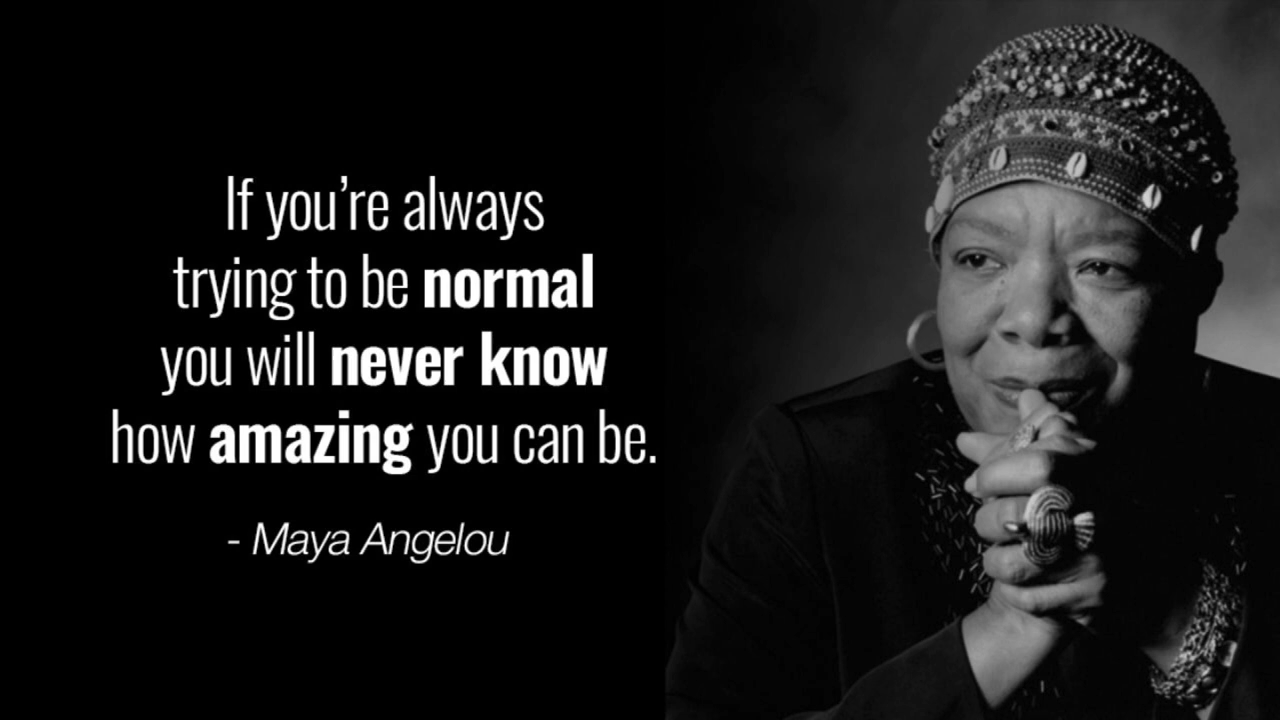 If you’re always
trying to be normal
you will never know
how amazing you can be.
- Maya Angelou